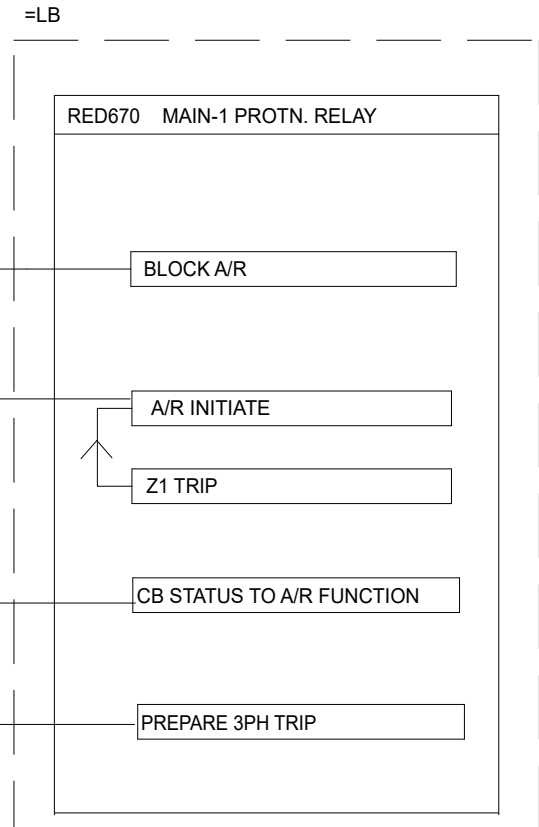 =LB
RED670 MAIN-1 PROTN. RELAY
BLOCK A/R
A/R INITIATE
Z1 TRIP
CB STATUS TO A/R FUNCTION
PREPARE 3PH TRIP